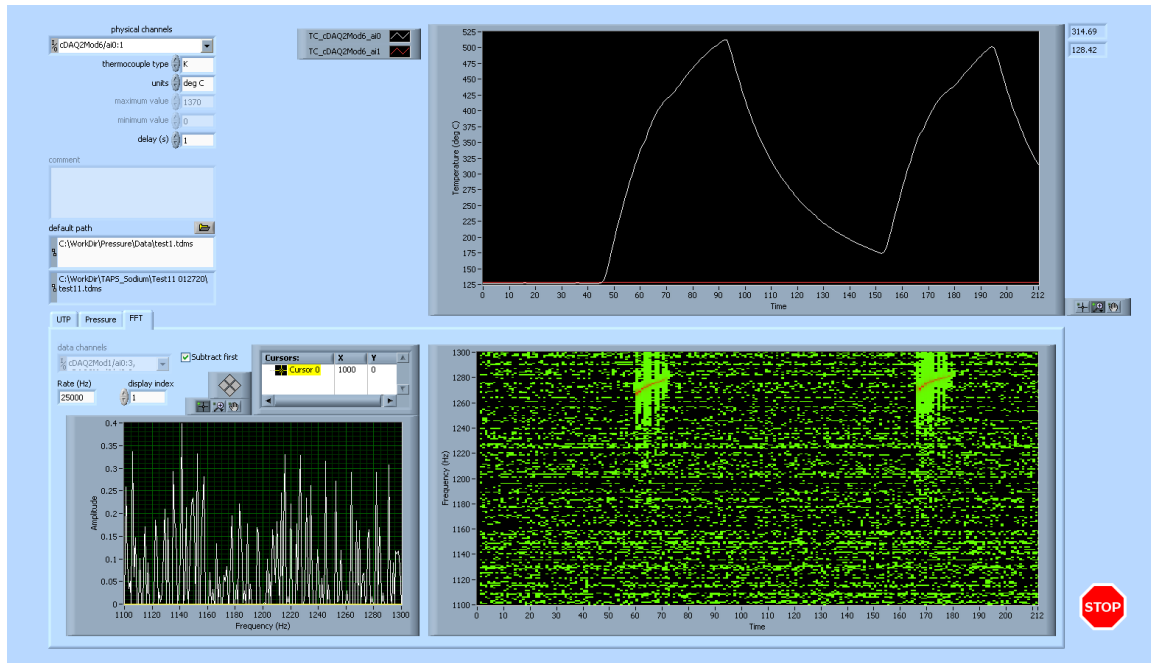 physical channels
cDAQ2Mod6/ai0:1
thermocouple type K
units deg C
maximum value 1370
minimum value 0
delay (s) 1
comment
default path
C:\WorkDir\Pressure\Data\test1.tdms
C:\WorkDir\TAPS_Sodium\Test11 012720\
test11.tdms
TC_cDAQ2Mod6_ai0
TC_cDAQ2Mod6_ai1
525
500
475
450
425
400
375
350
325
300
275
250
225
200
175
150
125
Temperature (deg C)
0 10 20 30 40 50 60 70 80 90 100 110 120 130 140 150 160 170 180 190 200 212
Time
314.69
128.42
UTP Pressure FFT
data channels
cDAQ2Mod1/ai0:3,
Subtract first
Rate (Hz) display index
25000 1
Cursors: X Y
Cursor 0 1000 0
0.4
0.35
0.3
0.25
0.2
0.15
0.1
0.05
0
Amplitude
1100 1120 1140 1160 1180 1200 1220 1240 1260 1280 1300
Frequency (Hz)
1300
1280
1260
1240
1220
1200
1180
1160
1140
1120
1100
Frequency (Hz)
0 10 20 30 40 50 60 70 80 90 100 110 120 130 140 150 160 170 180 190 200 212
Time
STOP